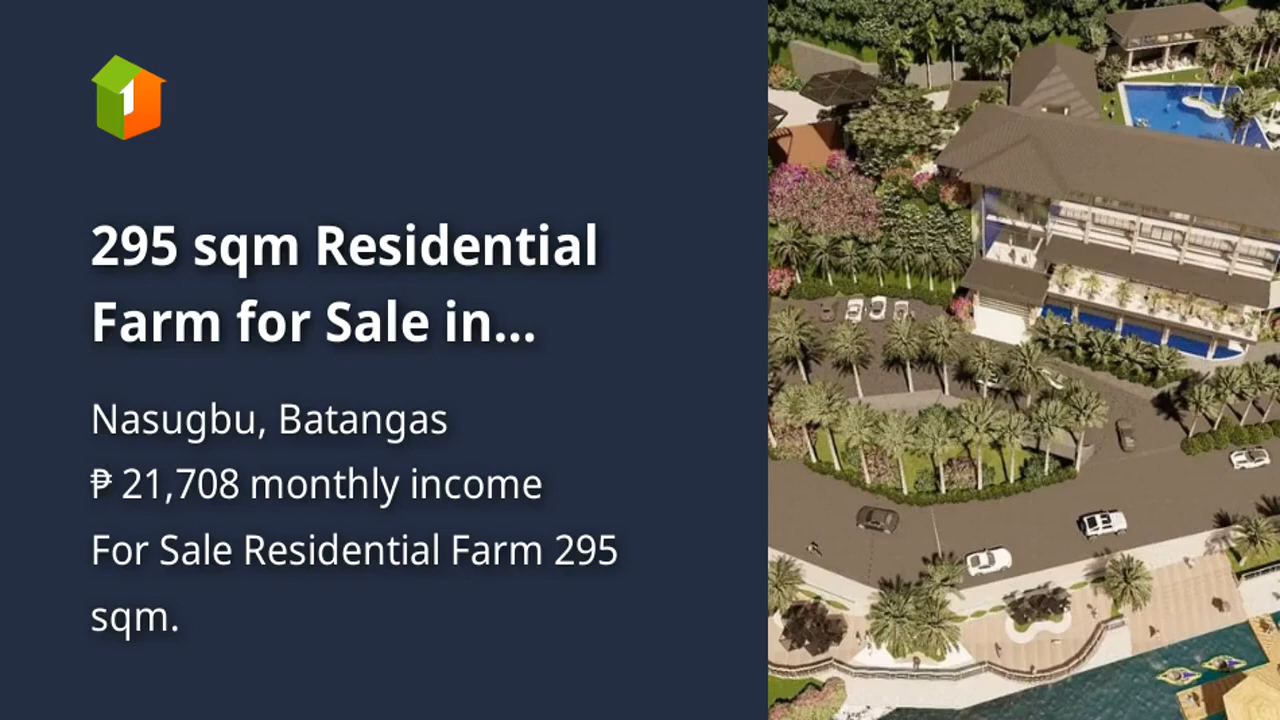 295 sqm Residential
Farm for Sale in...
Nasugbu, Batangas
₱ 21,708 monthly income
For Sale Residential Farm 295
sqm.